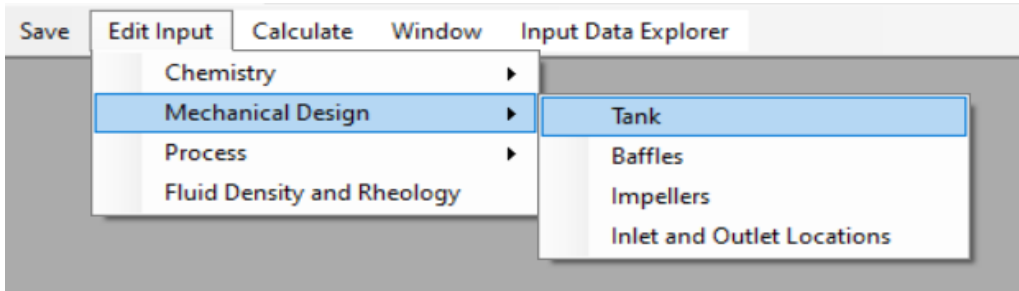 Save Edit Input Calculate Window Input Data Explorer
Chemistry
Mechanical Design
Process
Fluid Density and Rheology
Tank
Baffles
Impellers
Inlet and Outlet Locations